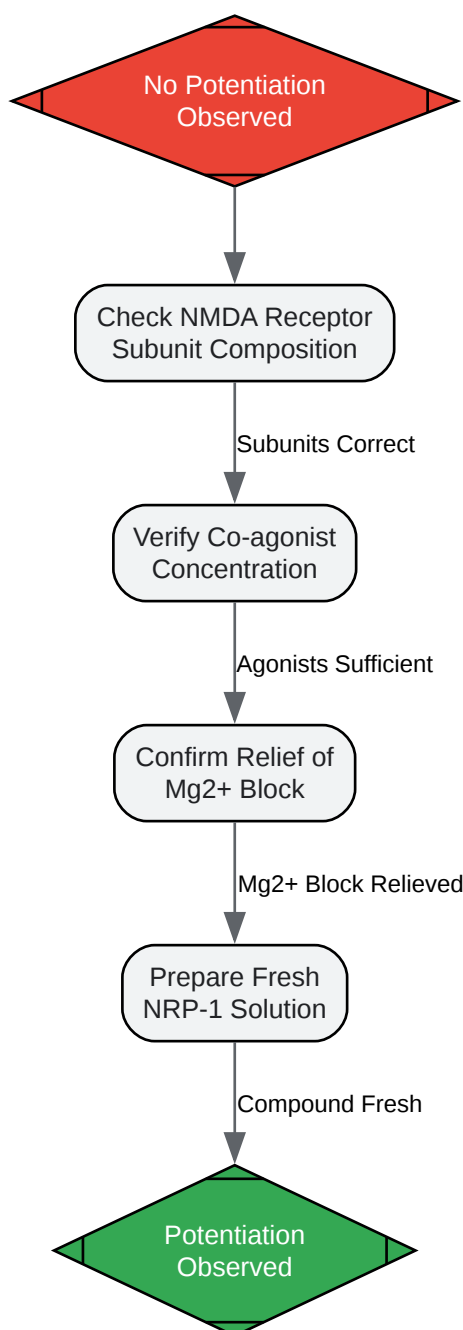 No Potentiation
Observed
Check NMDA Receptor
Subunit Composition
Subunits Correct
Verify Co-agonist
Concentration
Agonists Sufficient
Confirm Relief of
Mg2+ Block
Mg2+ Block Relieved
Prepare Fresh
NRP-1 Solution
Compound Fresh
Potentiation
Observed